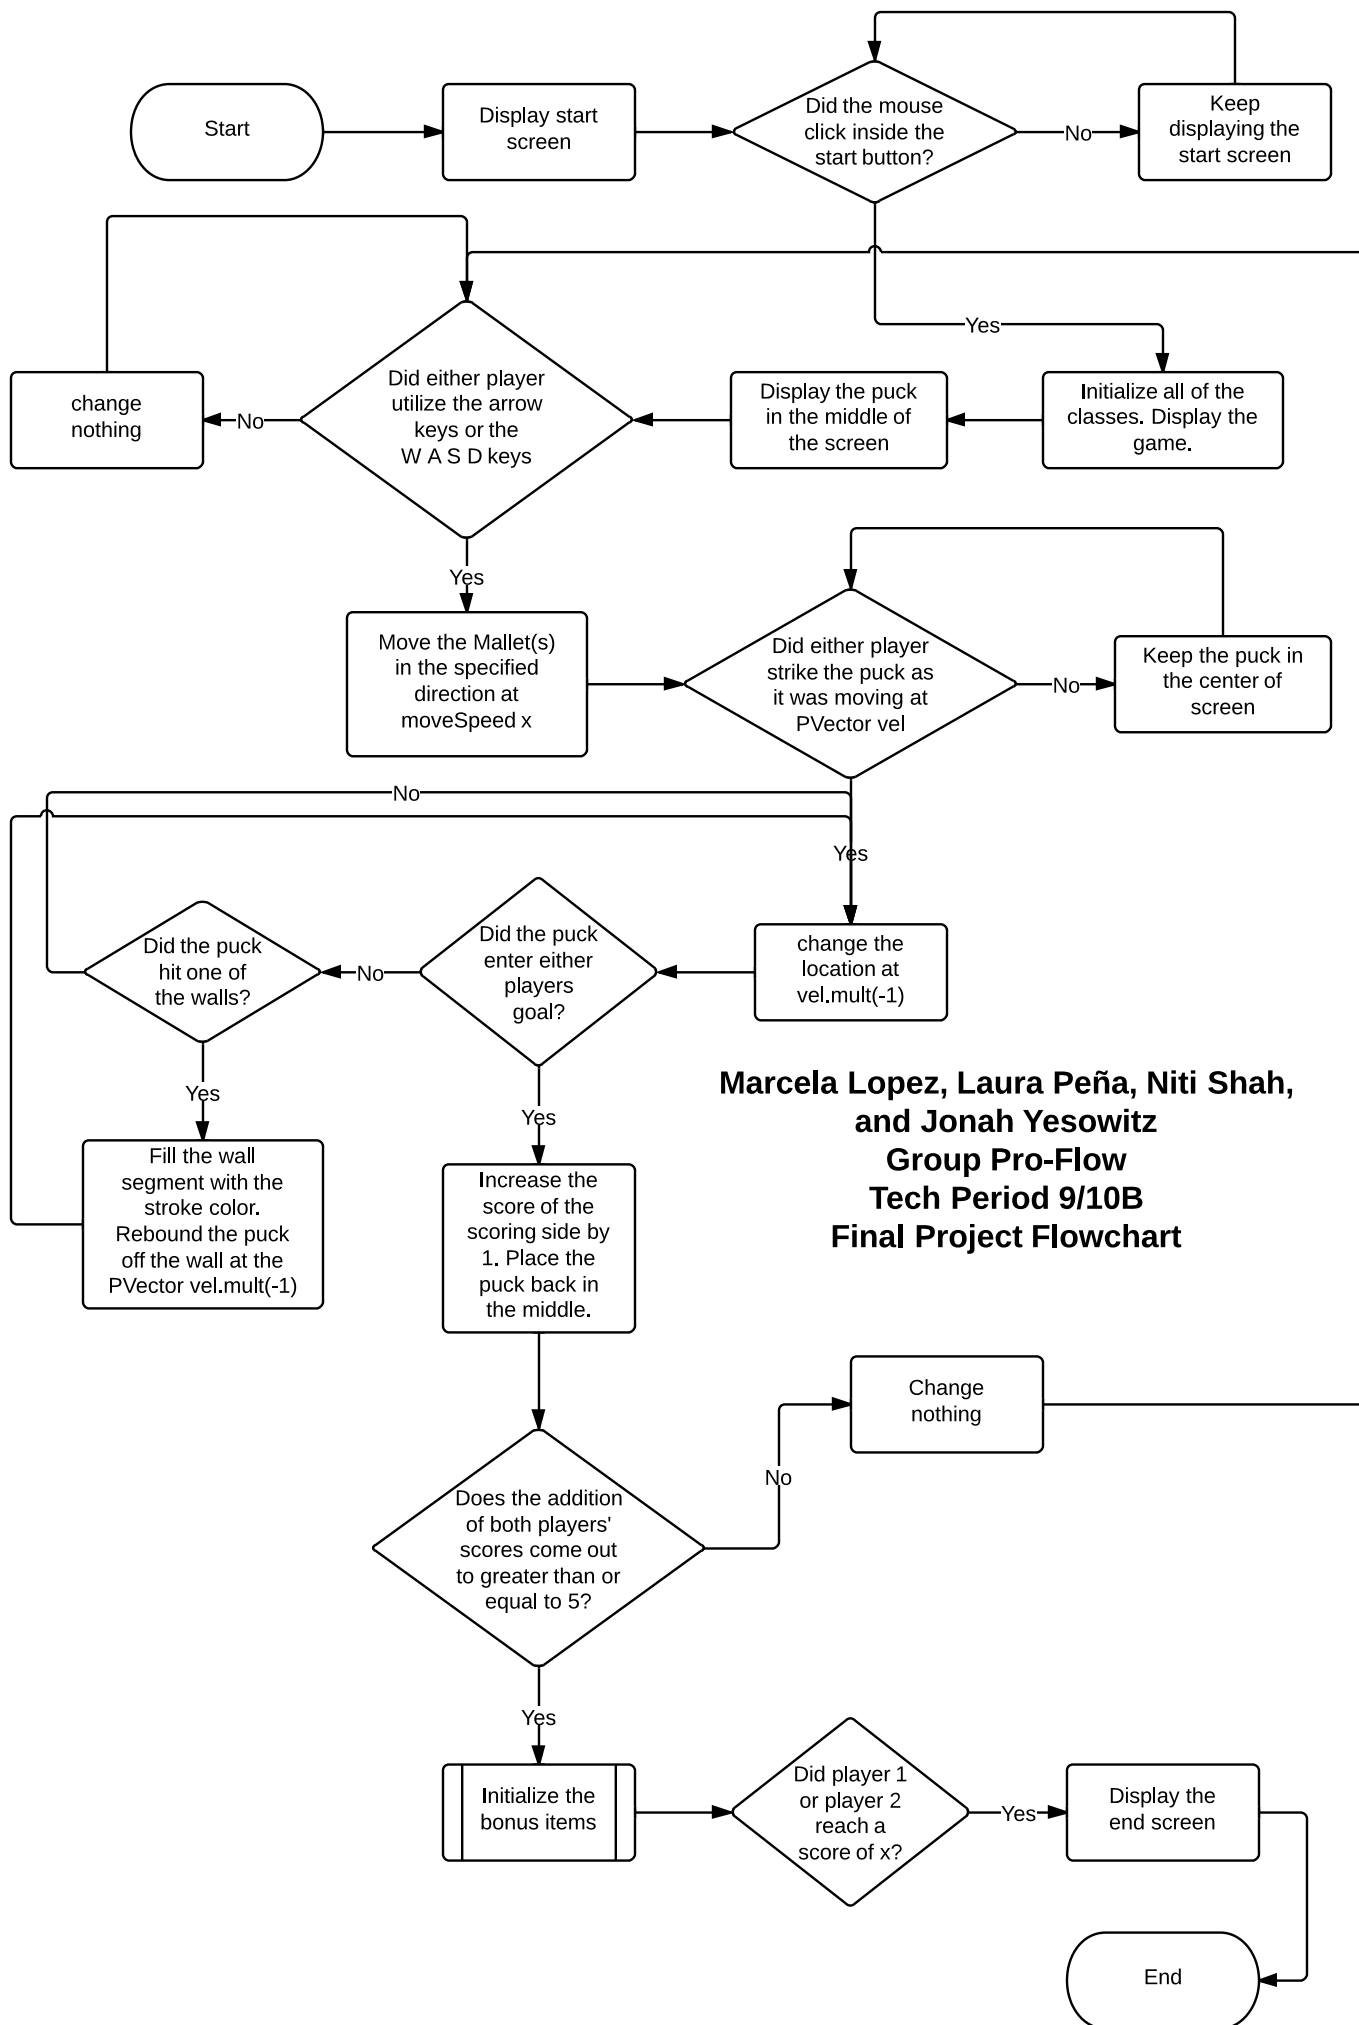 Start
Display start
screen
Did the mouse
click inside the
start button?
No
Keep
displaying the
start screen
Yes
change
nothing
No
Did either player
utilize the arrow
keys or the
W A S D keys
Display the puck
in the middle of
the screen
Initialize all of the
classes. Display the
game.
Yes
Move the Mallet(s)
in the specified
direction at
moveSpeed x
Did either player
strike the puck as
it was moving at
PVector vel
No
Keep the puck in
the center of
screen
No
Yes
Did the puck
hit one of
the walls?
No
Did the puck
enter either
players
goal?
change the
location at
vel.mult(-1)
Yes
Yes
Fill the wall
segment with the
stroke color.
Rebound the puck
off the wall at the
PVector vel.mult(-1)
Increase the
score of the
scoring side by
1. Place the
puck back in
the middle.
Marcela Lopez, Laura Peña, Niti Shah,
and Jonah Yesowitz
Group Pro-Flow
Tech Period 9/10B
Final Project Flowchart
Change
nothing
No
Does the addition
of both players'
scores come out
to greater than or
equal to 5?
Yes
Initialize the
bonus items
Did player 1
or player 2
reach a
score of x?
Yes
Display the
end screen
End